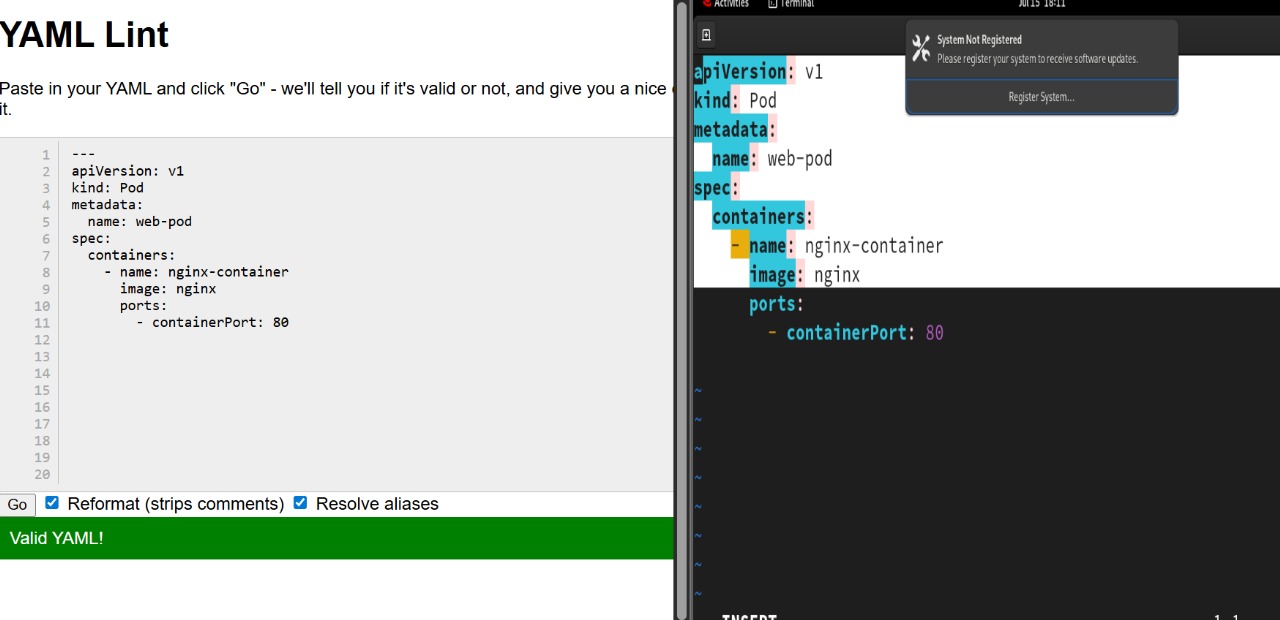 YAML Lint
Paste in your YAML and click "Go" - we'll tell you if it's valid or not, and give you a nice
it.
1 ---
2 apiVersion: v1
3 kind: Pod
4 metadata:
5   name: web-pod
6 spec:
7   containers:
8     - name: nginx-container
9       image: nginx
10       ports:
11         - containerPort: 80
12
13
14
15
16
17
18
19
20
Go Reformat (strips comments) Resolve aliases
Valid YAML!
Activities Terminal Jul 15 18:11
System Not Registered
Please register your system to receive software updates.
Register System...
apiVersion: v1
kind: Pod
metadata:
  name: web-pod
spec:
  containers:
    - name: nginx-container
      image: nginx
      ports:
        - containerPort: 80
~
~
~
~
~
~
~
~
INSERT 1,1